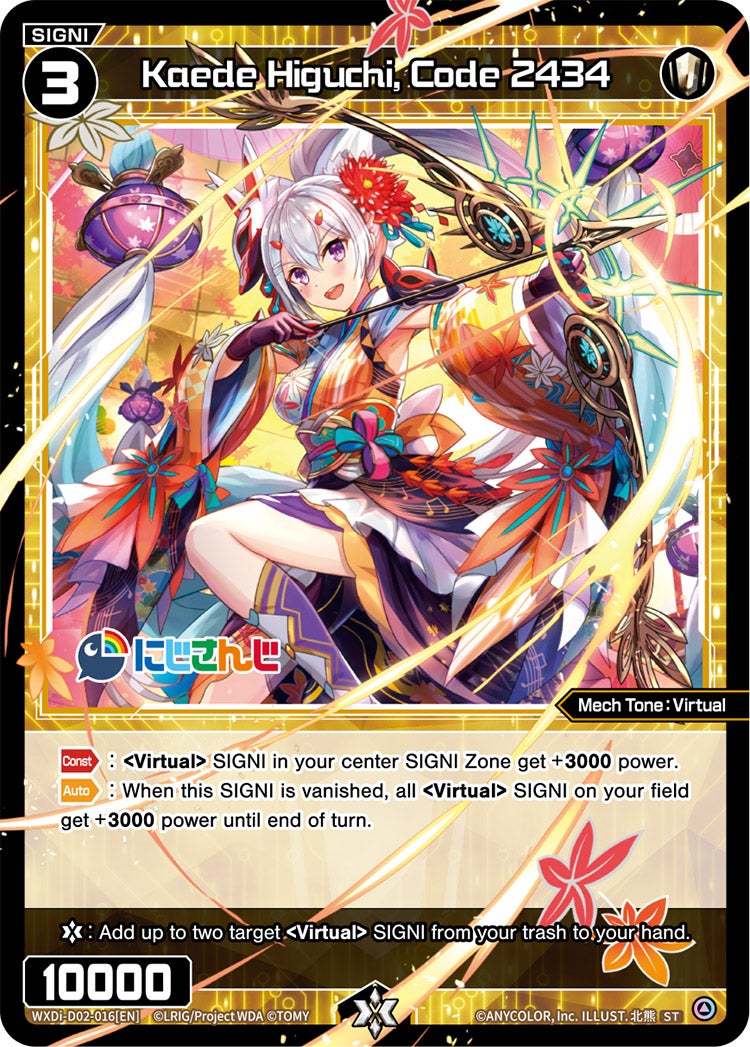 SIGNI
3
Kaede Higuchi, Code 2434
にじさんじ
Mech Tone：Virtual
Const：<Virtual> SIGNI in your center SIGNI Zone get +3000 power.
Auto：When this SIGNI is vanished, all <Virtual> SIGNI on your field
get +3000 power until end of turn.
：Add up to two target <Virtual> SIGNI from your trash to your hand.
10000
WXDi-D02-016[EN] ©LRIG/Project WDA ©TOMY ©ANYCOLOR, Inc. ILLUST. 北熊 ST